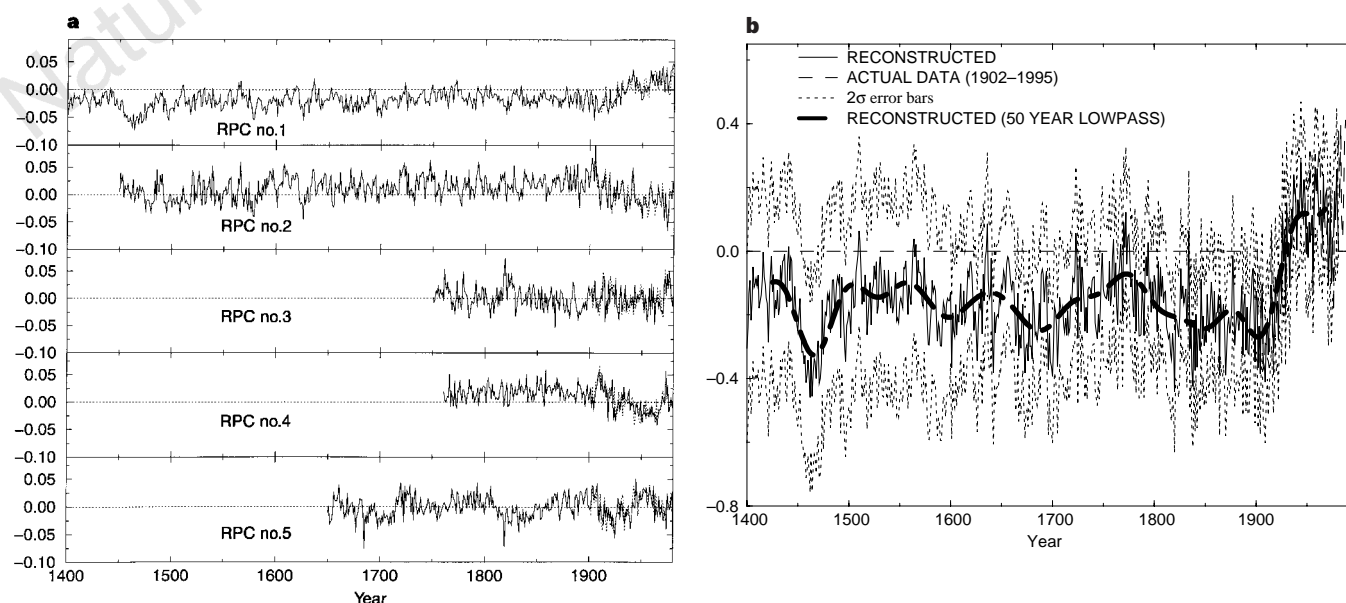 Natur
a
0.05
0.00
−0.05
−0.10
RPC no.1
0.05
0.00
−0.05
−0.10
RPC no.2
0.05
0.00
−0.05
−0.10
RPC no.3
0.05
0.00
−0.05
−0.10
RPC no.4
0.05
0.00
−0.05
−0.10
RPC no.5
1400 1500 1600 1700 1800 1900
Year
b
RECONSTRUCTED
ACTUAL DATA (1902–1995)
2σ error bars
RECONSTRUCTED (50 YEAR LOWPASS)
0.4
0.0
−0.4
−0.8
1400 1500 1600 1700 1800 1900
Year